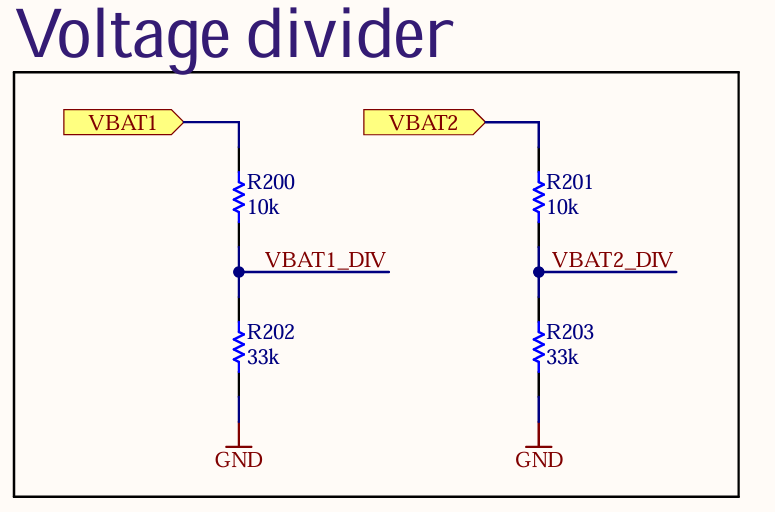 Voltage divider
VBAT1
VBAT2
R200
10k
R201
10k
VBAT1_DIV
VBAT2_DIV
R202
33k
R203
33k
GND
GND